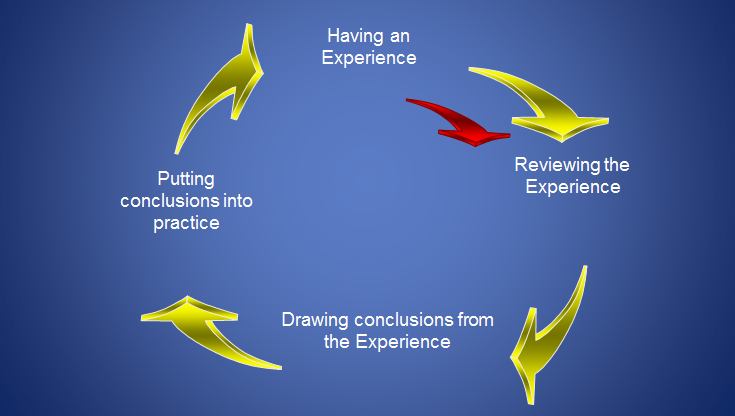 Having an
Experience
Reviewing the
Experience
Drawing conclusions from
the Experience
Putting
conclusions into
practice